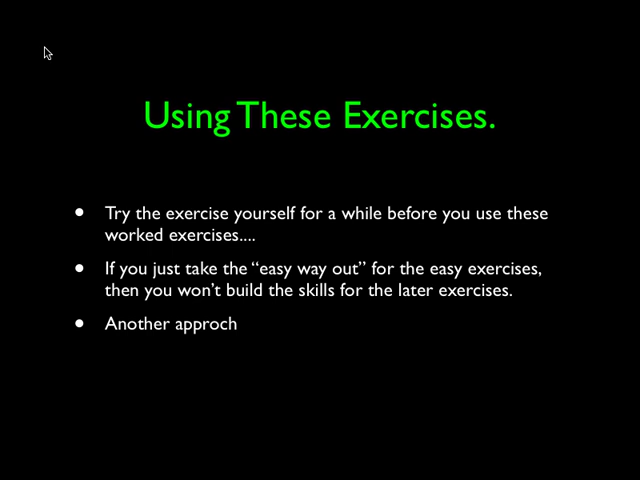 Using These Exercises.
• Try the exercise yourself for a while before you use these
worked exercises....
• If you just take the “easy way out” for the easy exercises,
then you won’t build the skills for the later exercises.
• Another approch